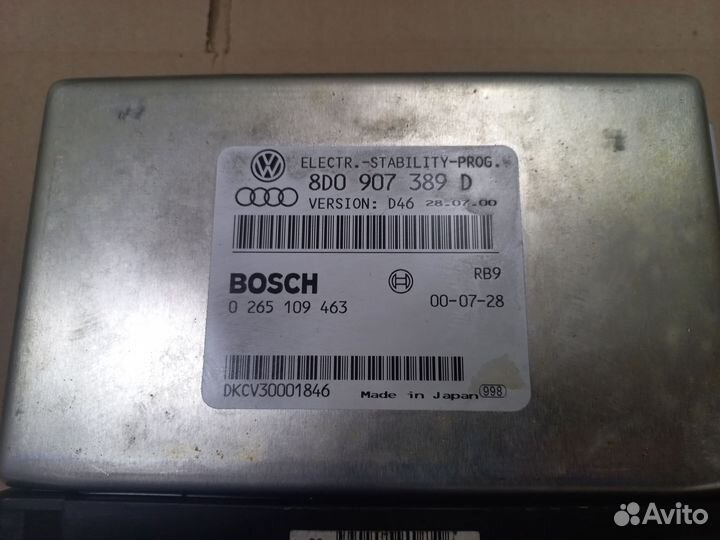 ELECTR.-STABILITY-PROG.
8D0 907 389 D
VERSION: D46 28.07.00
BOSCH
RB9
0 265 109 463
00-07-28
DKCV30001846
Made in Japan 998
Avito